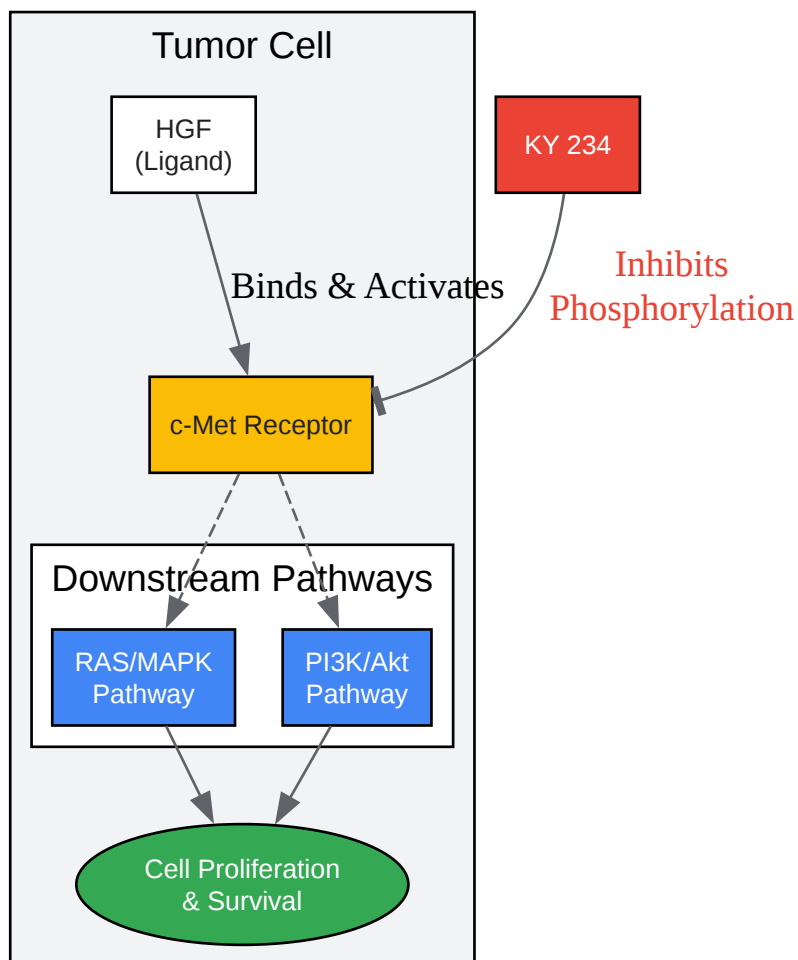 Tumor Cell
HGF
(Ligand)
KY 234
Binds & Activates
Inhibits
Phosphorylation
c-Met Receptor
Downstream Pathways
RAS/MAPK
Pathway
PI3K/Akt
Pathway
Cell Proliferation
& Survival